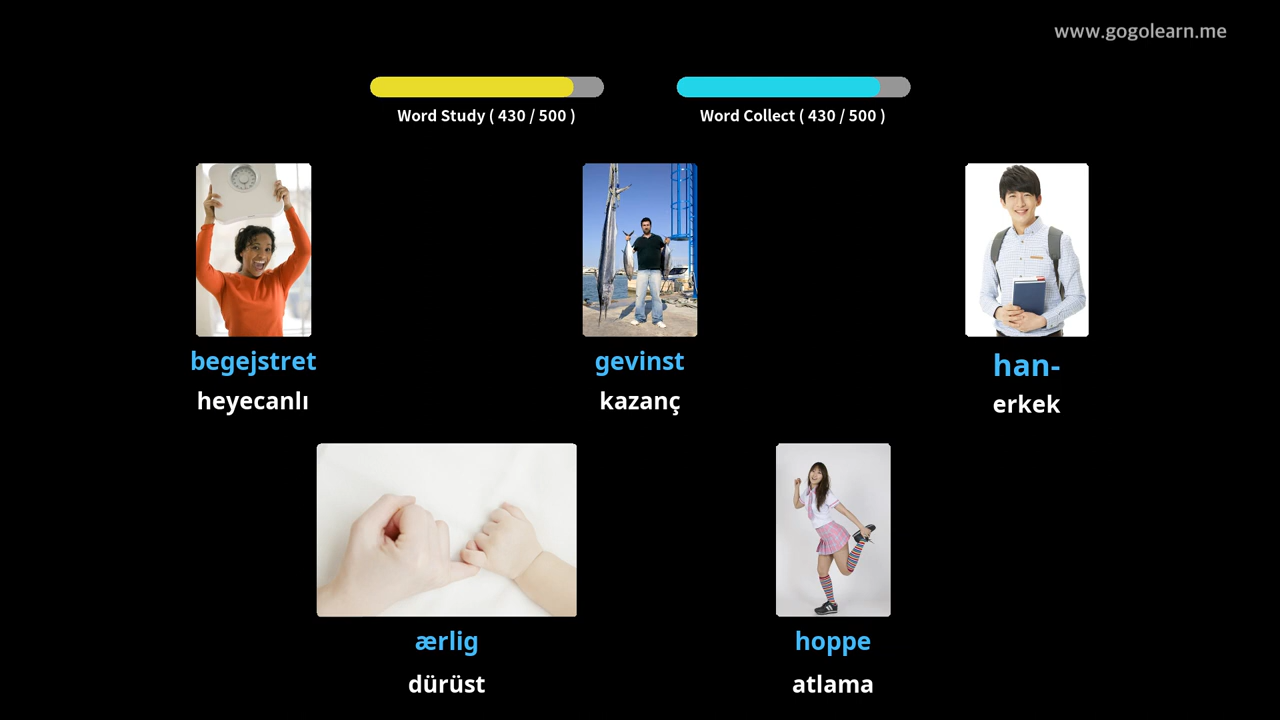 www.gogolearn.me
Word Study ( 430 / 500 )
Word Collect ( 430 / 500 )
begejstret
heyecanlı
gevinst
kazanç
han-
erkek
ærlig
dürüst
hoppe
atlama